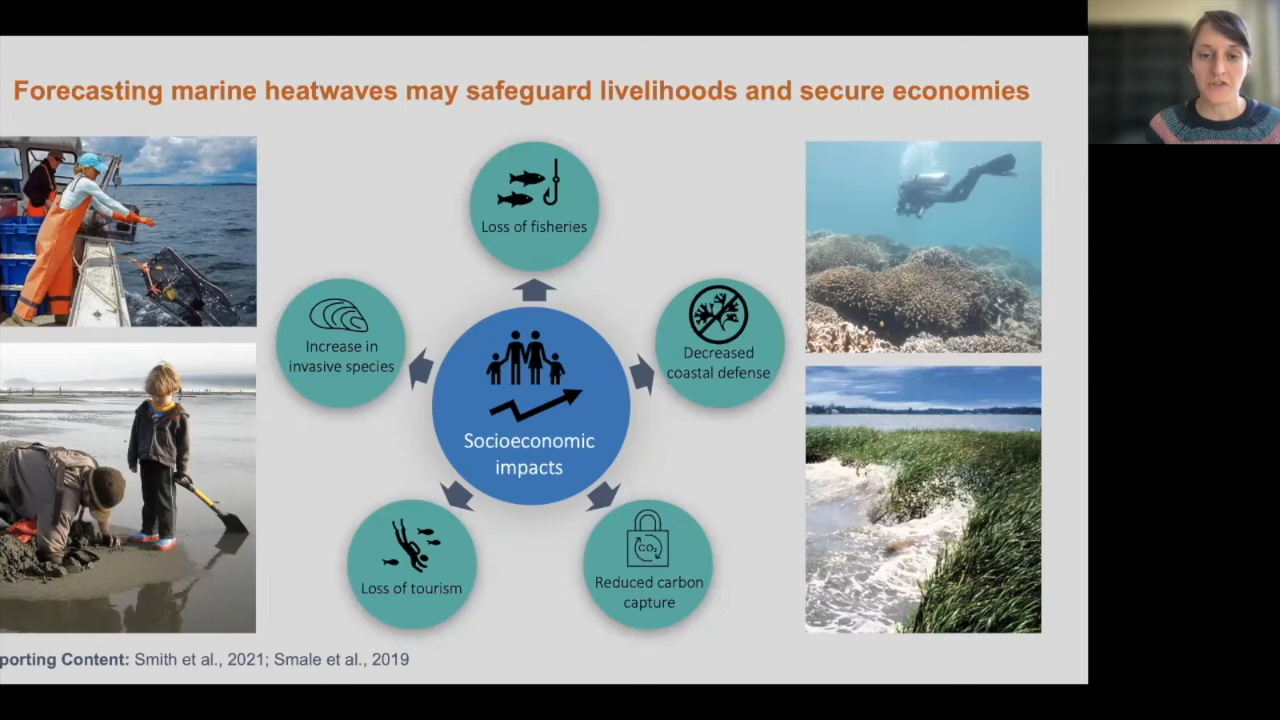 Forecasting marine heatwaves may safeguard livelihoods and secure economies
Loss of fisheries
Increase in
invasive species
Decreased
coastal defense
Socioeconomic
impacts
Loss of tourism
CO₂
Reduced carbon
capture
porting Content: Smith et al., 2021; Smale et al., 2019